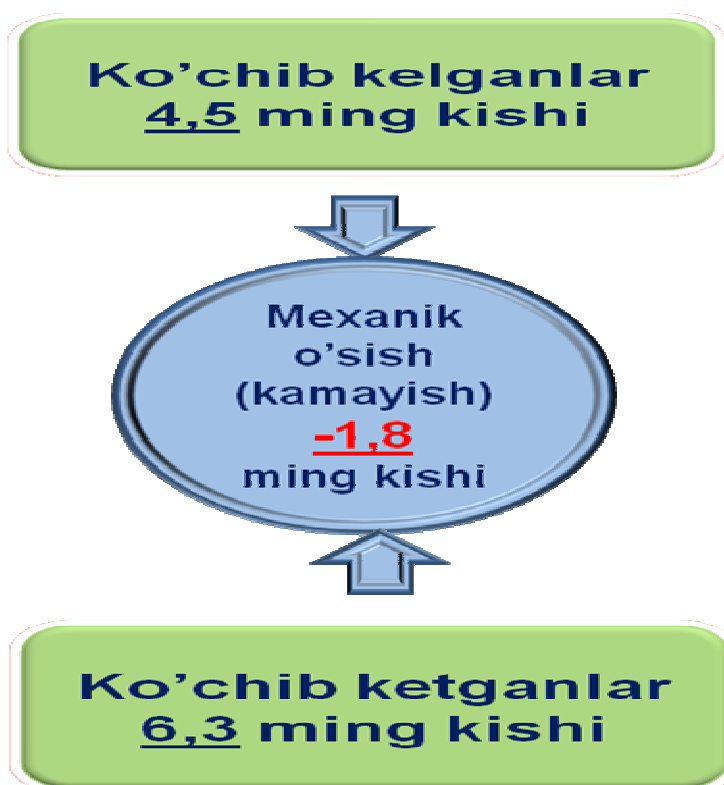 Ko’chib kelganlar
4,5 ming kishi
Mexanik
o’sish
(kamayish)
-1,8
ming kishi
Ko’chib ketganlar
6,3 ming kishi